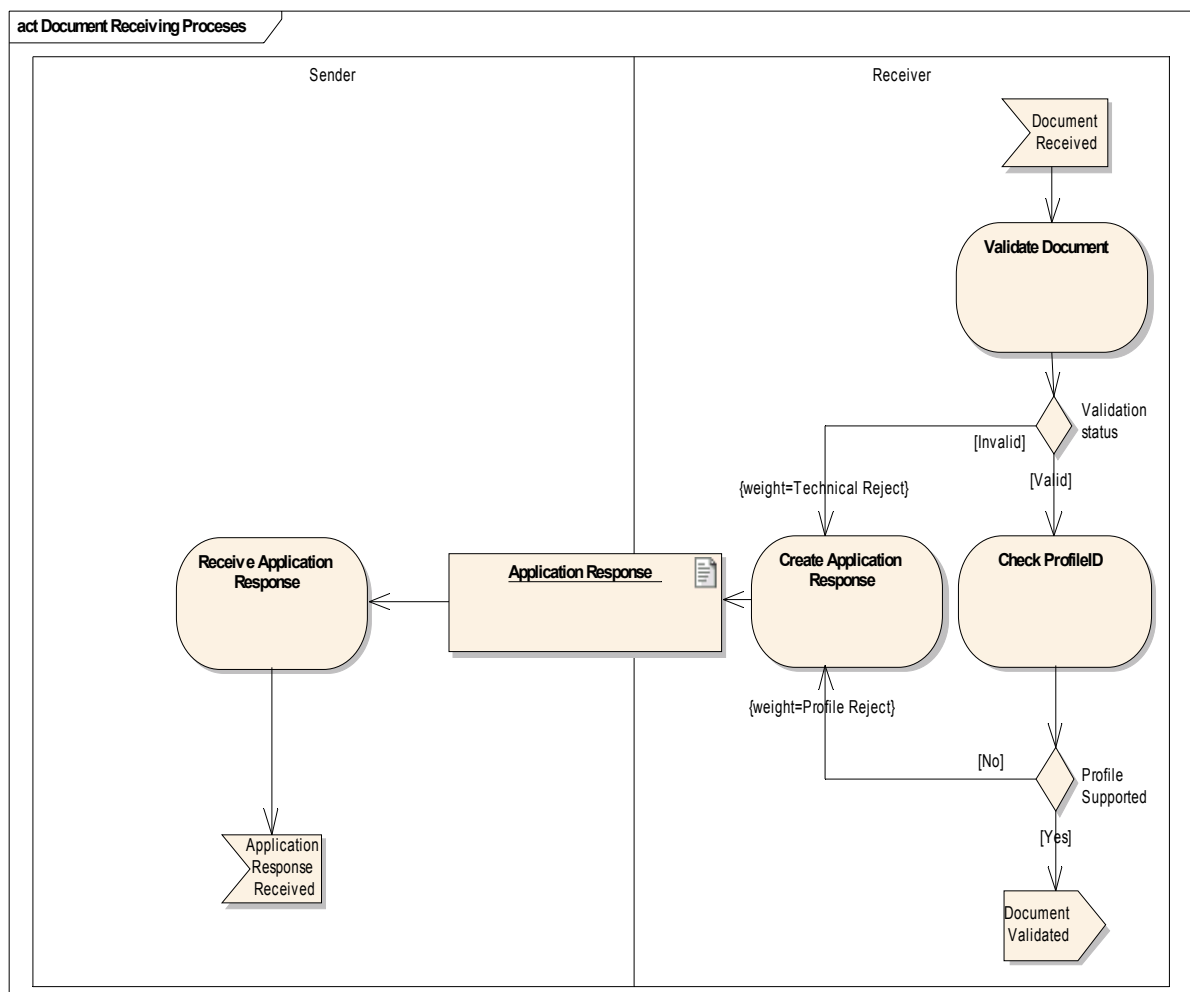 act Document Receiving Proceses
Sender
Receiver
Document
Received
Validate Document
Validation
status
[Invalid]
[Valid]
{weight=Technical Reject}
Receive Application
Response
Application Response
Create Application
Response
Check ProfileID
{weight=Profile Reject}
[No]
Profile
Supported
[Yes]
Application
Response
Received
Document
Validated